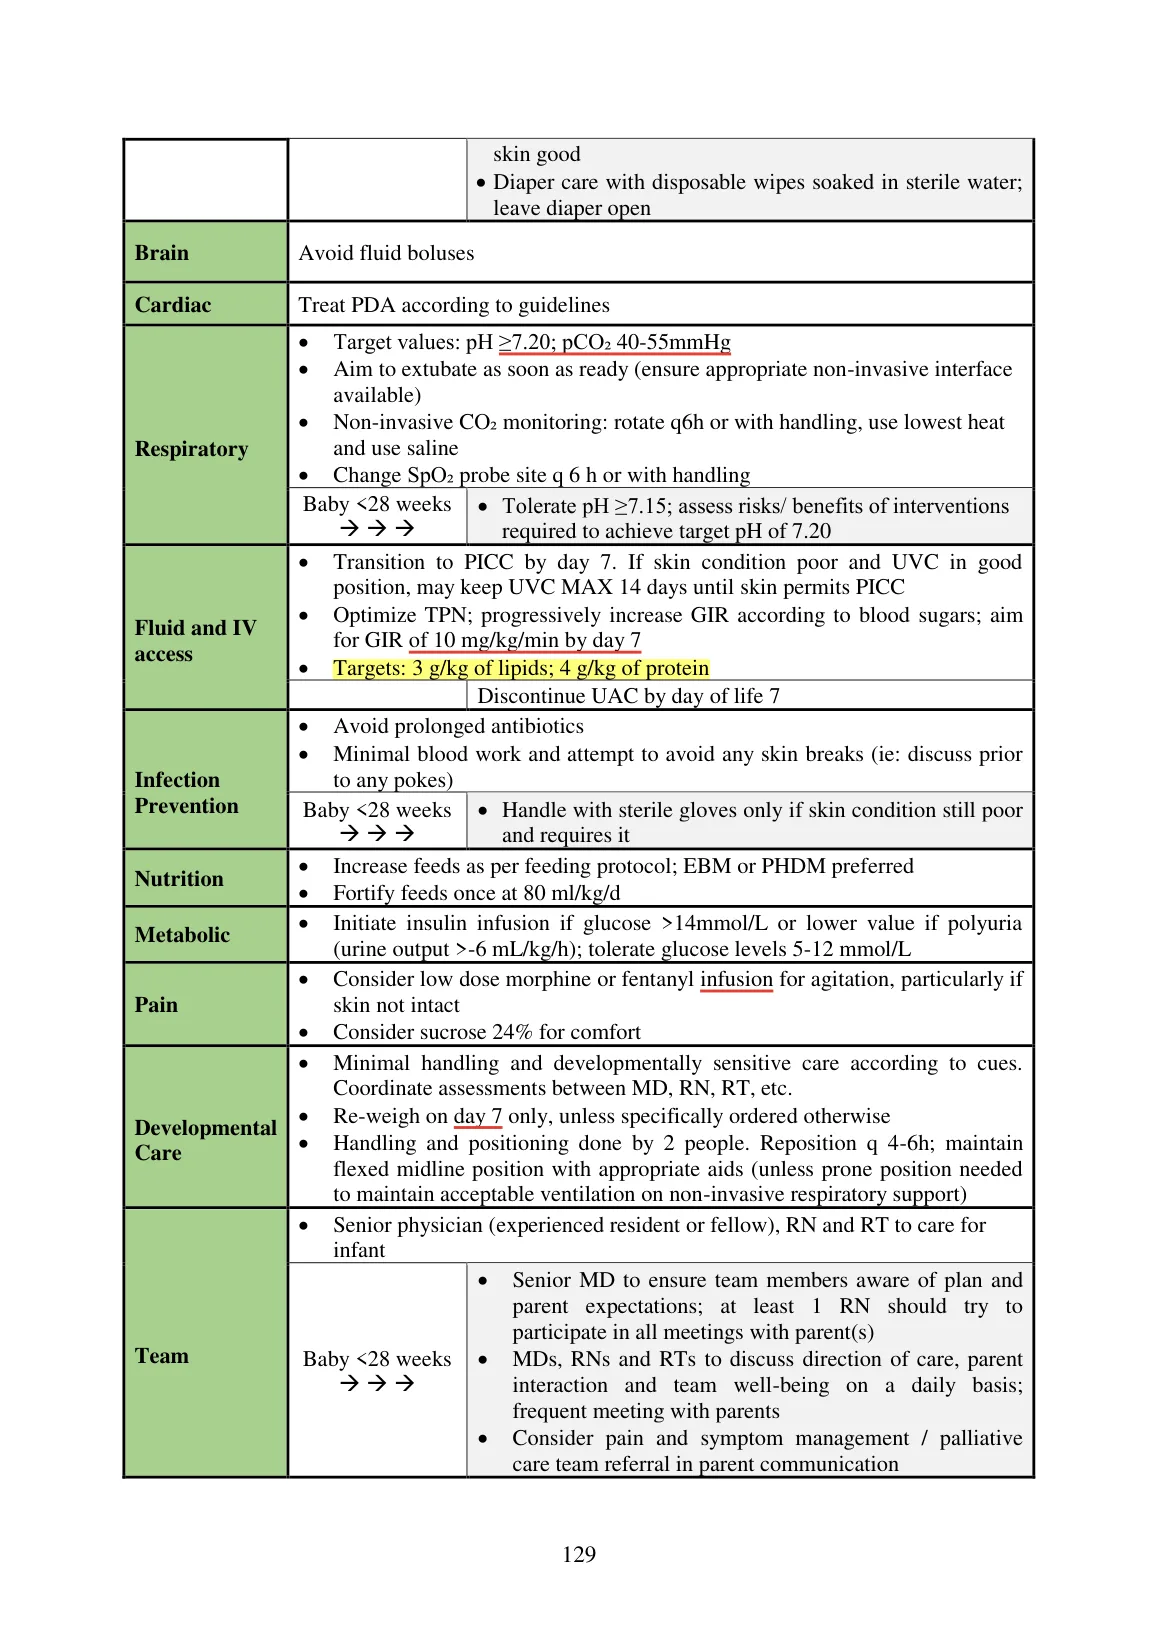 skin good
• Diaper care with disposable wipes soaked in sterile water;
leave diaper open
Brain
Avoid fluid boluses
Cardiac
Treat PDA according to guidelines
Respiratory
• Target values: pH ≥7.20; pCO₂ 40-55mmHg
• Aim to extubate as soon as ready (ensure appropriate non-invasive interface
available)
• Non-invasive CO₂ monitoring: rotate q6h or with handling, use lowest heat
and use saline
• Change SpO₂ probe site q 6 h or with handling
Baby <28 weeks
→ → →
• Tolerate pH ≥7.15; assess risks/ benefits of interventions
required to achieve target pH of 7.20
Fluid and IV
access
• Transition to PICC by day 7. If skin condition poor and UVC in good
position, may keep UVC MAX 14 days until skin permits PICC
• Optimize TPN; progressively increase GIR according to blood sugars; aim
for GIR of 10 mg/kg/min by day 7
• Targets: 3 g/kg of lipids; 4 g/kg of protein
Discontinue UAC by day of life 7
Infection
Prevention
• Avoid prolonged antibiotics
• Minimal blood work and attempt to avoid any skin breaks (ie: discuss prior
to any pokes)
Baby <28 weeks
→ → →
• Handle with sterile gloves only if skin condition still poor
and requires it
Nutrition
• Increase feeds as per feeding protocol; EBM or PHDM preferred
• Fortify feeds once at 80 ml/kg/d
Metabolic
• Initiate insulin infusion if glucose >14mmol/L or lower value if polyuria
(urine output >-6 mL/kg/h); tolerate glucose levels 5-12 mmol/L
Pain
• Consider low dose morphine or fentanyl infusion for agitation, particularly if
skin not intact
• Consider sucrose 24% for comfort
Developmental
Care
• Minimal handling and developmentally sensitive care according to cues.
Coordinate assessments between MD, RN, RT, etc.
• Re-weigh on day 7 only, unless specifically ordered otherwise
• Handling and positioning done by 2 people. Reposition q 4-6h; maintain
flexed midline position with appropriate aids (unless prone position needed
to maintain acceptable ventilation on non-invasive respiratory support)
Team
• Senior physician (experienced resident or fellow), RN and RT to care for
infant
Baby <28 weeks
→ → →
• Senior MD to ensure team members aware of plan and
parent expectations; at least 1 RN should try to
participate in all meetings with parent(s)
• MDs, RNs and RTs to discuss direction of care, parent
interaction and team well-being on a daily basis;
frequent meeting with parents
• Consider pain and symptom management / palliative
care team referral in parent communication
129